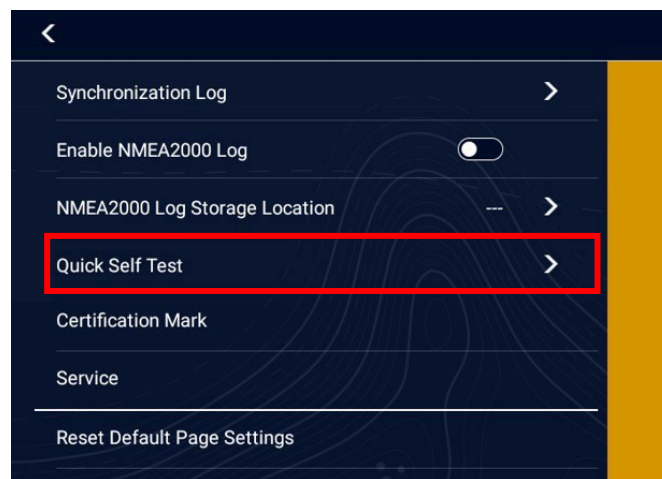 Synchronization Log
Enable NMEA2000 Log
NMEA2000 Log Storage Location ---
Quick Self Test
Certification Mark
Service
Reset Default Page Settings